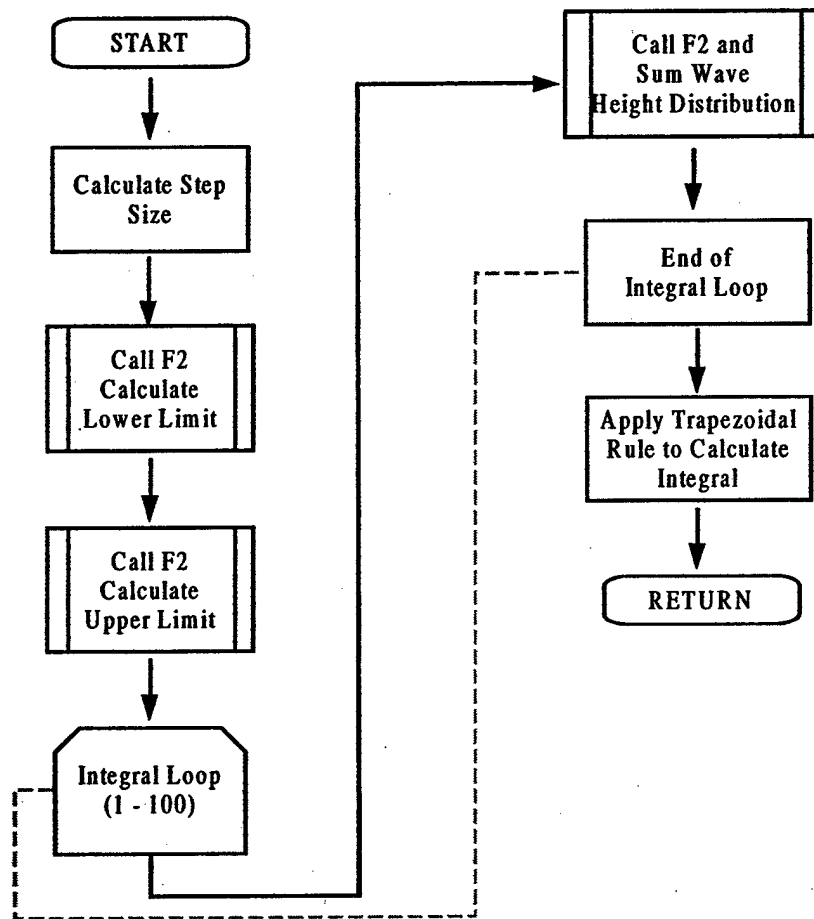 START
Calculate Step
Size
Call F2
Calculate
Lower Limit
Call F2
Calculate
Upper Limit
Integral Loop
(1 - 100)
Call F2 and
Sum Wave
Height Distribution
End of
Integral Loop
Apply Trapezoidal
Rule to Calculate
Integral
RETURN